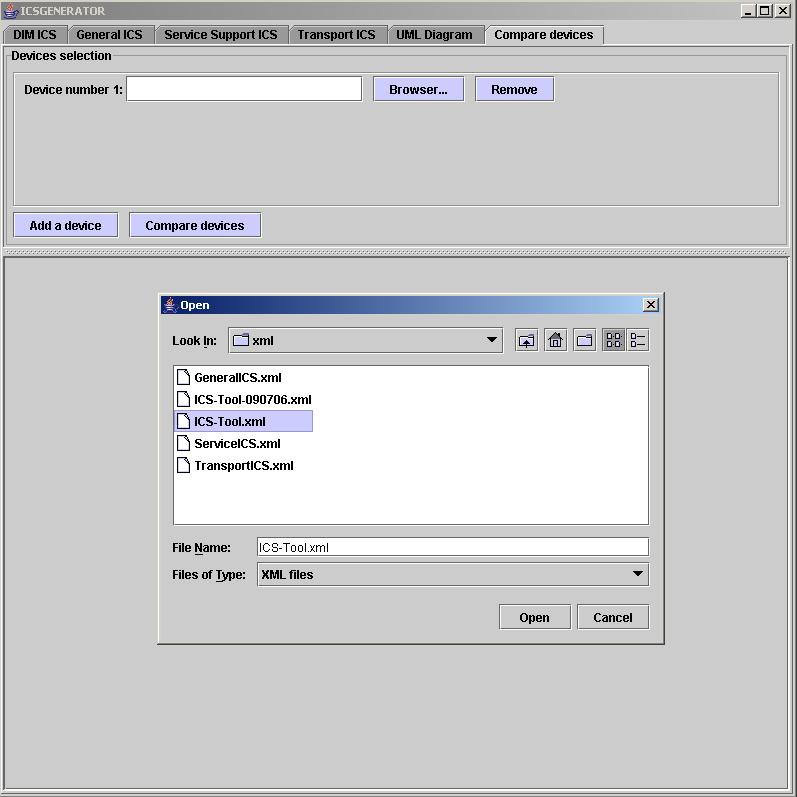 ICSGENERATOR
DIM ICS General ICS Service Support ICS Transport ICS UML Diagram Compare devices
Devices selection
Device number 1: Browser... Remove
Add a device Compare devices
Open
Look In: xml
GeneralICS.xml
ICS-Tool-090706.xml
ICS-Tool.xml
ServiceICS.xml
TransportICS.xml
File Name: ICS-Tool.xml
Files of Type: XML files
Open Cancel